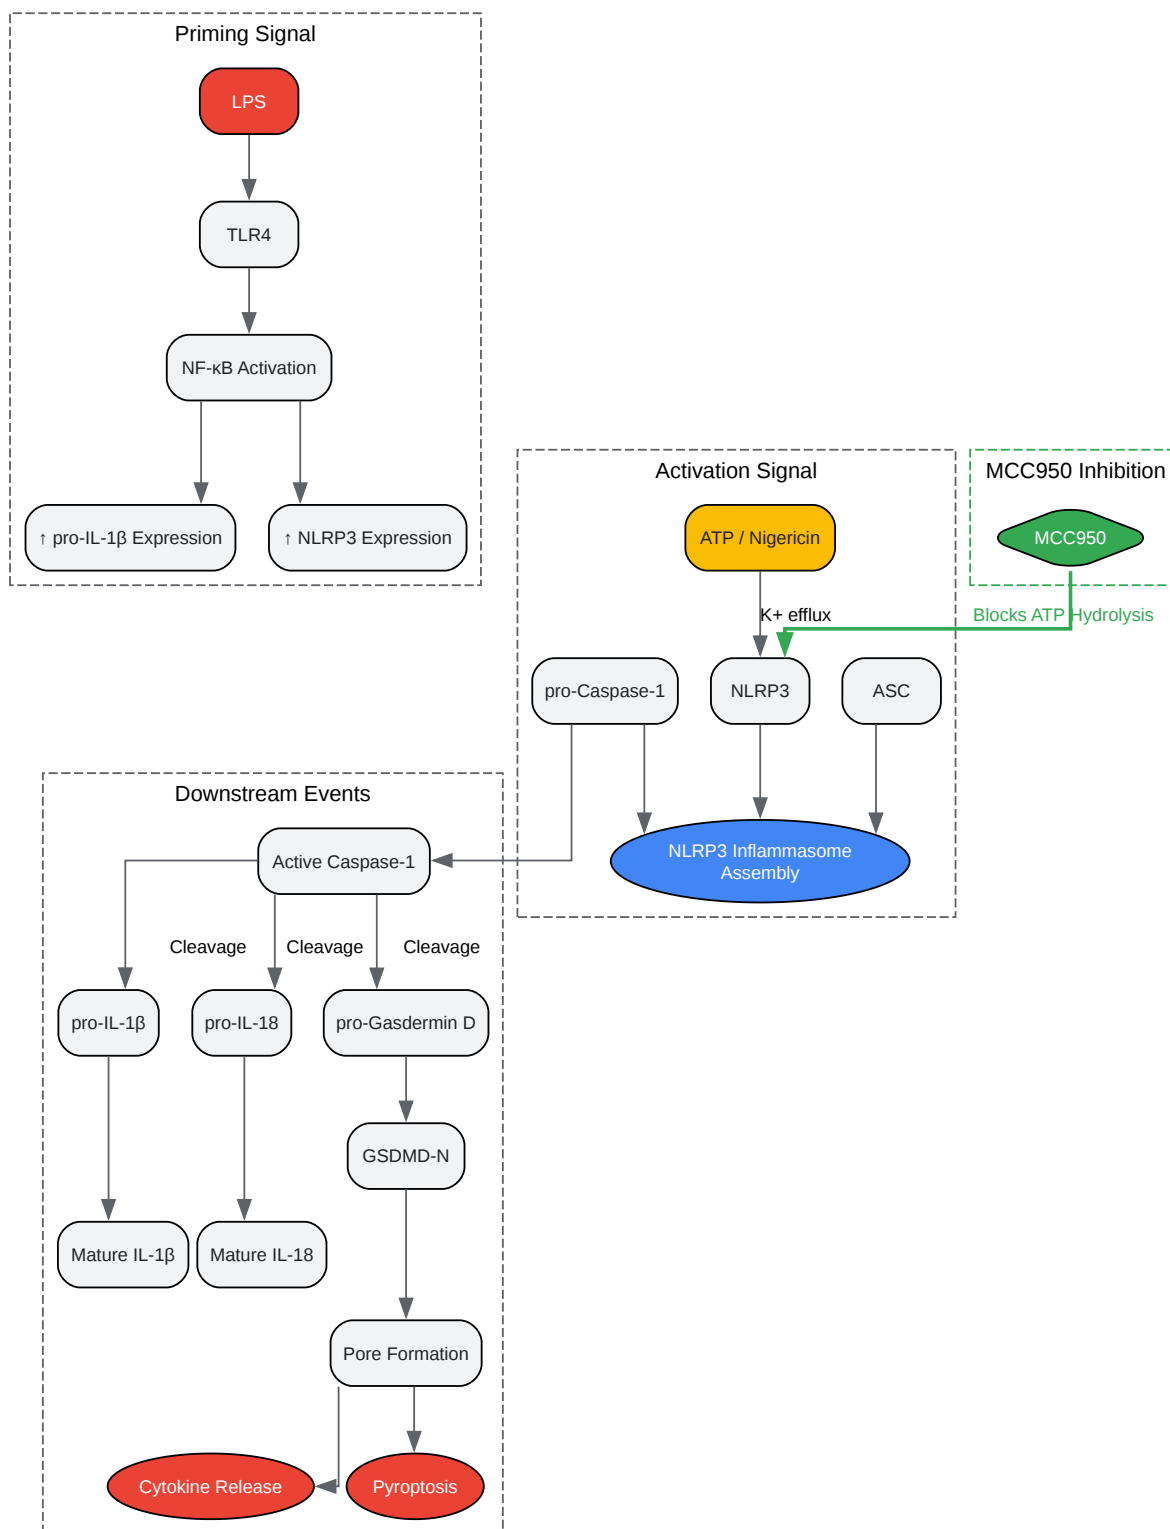 Priming Signal
LPS
TLR4
NF-κB Activation
↑ pro-IL-1β Expression
↑ NLRP3 Expression
Activation Signal
ATP / Nigericin
K+ efflux
pro-Caspase-1
NLRP3
ASC
NLRP3 Inflammasome
Assembly
MCC950 Inhibition
MCC950
Blocks ATP Hydrolysis
Downstream Events
Active Caspase-1
Cleavage
Cleavage
Cleavage
pro-IL-1β
pro-IL-18
pro-Gasdermin D
GSDMD-N
Mature IL-1β
Mature IL-18
Pore Formation
Cytokine Release
Pyroptosis